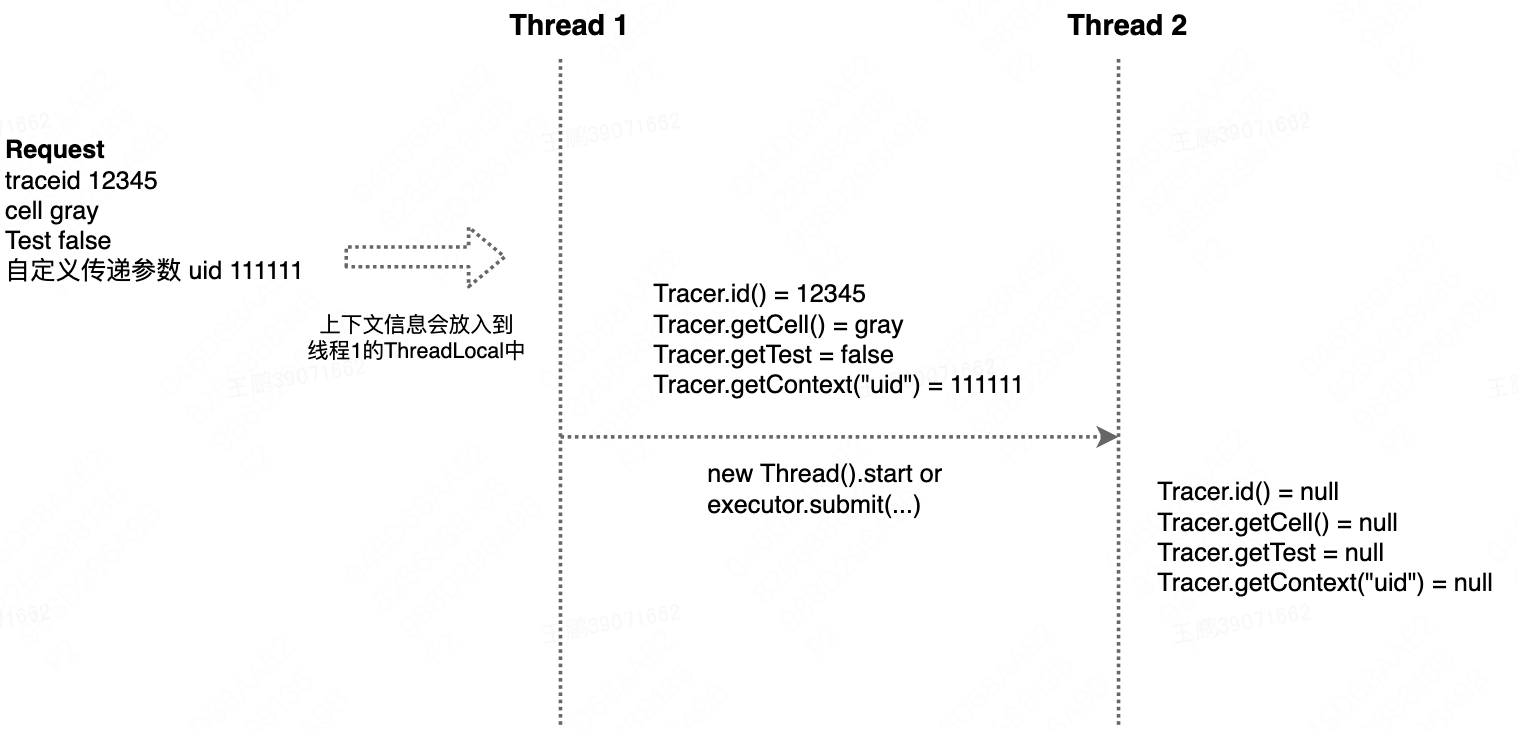 Thread 1
Thread 2
Request
traceid 12345
cell gray
Test false
自定义传递参数 uid 111111
上下文信息会放入到
线程1的ThreadLocal中
Tracer.id() = 12345
Tracer.getCell() = gray
Tracer.getTest = false
Tracer.getContext("uid") = 111111
new Thread().start or
executor.submit(...)
Tracer.id() = null
Tracer.getCell() = null
Tracer.getTest = null
Tracer.getContext("uid") = null